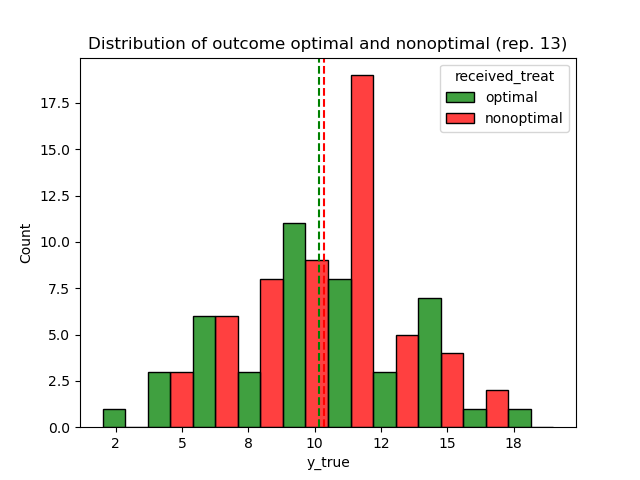 Distribution of outcome optimal and nonoptimal (rep. 13)
received_treat
optimal
nonoptimal
17.5
15.0
12.5
10.0
7.5
5.0
2.5
0.0
Count
2 5 8 10 12 15 18
y_true